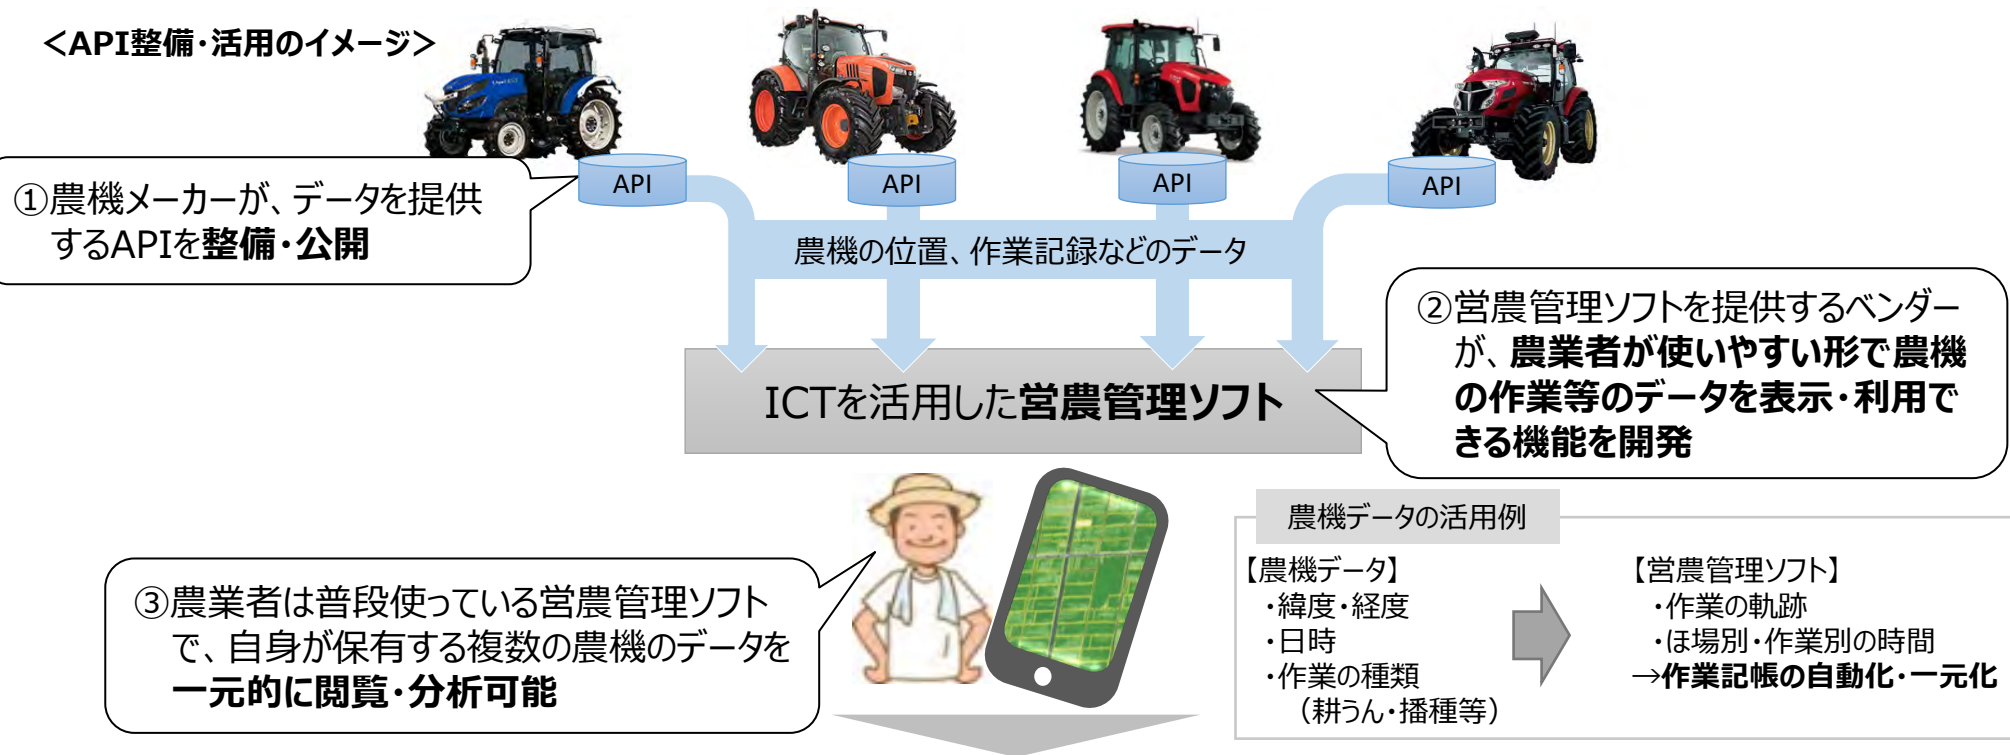 ＜API整備・活用のイメージ＞
API
API
API
API
①農機メーカーが、データを提供
するAPIを整備・公開
農機の位置、作業記録などのデータ
②営農管理ソフトを提供するベンダー
が、農業者が使いやすい形で農機
の作業等のデータを表示・利用で
きる機能を開発
ICTを活用した営農管理ソフト
③農業者は普段使っている営農管理ソフト
で、自身が保有する複数の農機のデータを
一元的に閲覧・分析可能
農機データの活用例
【農機データ】
・緯度・経度
・日時
・作業の種類
（耕うん・播種等）
【営農管理ソフト】
・作業の軌跡
・ほ場別・作業別の時間
→作業記帳の自動化・一元化